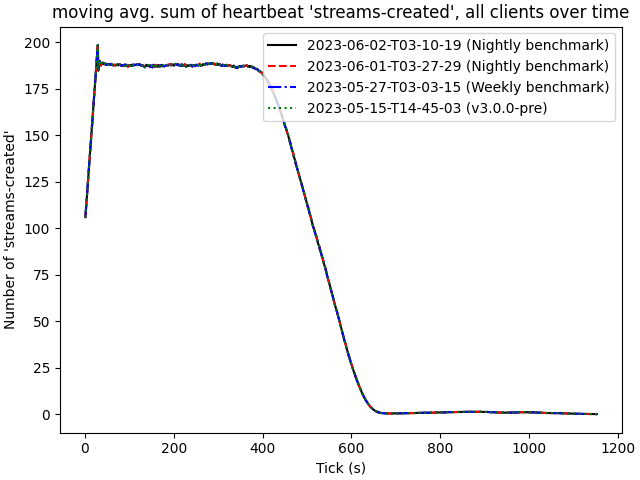 moving avg. sum of heartbeat 'streams-created', all clients over time
200
175
150
125
100
75
50
25
0
Number of 'streams-created'
2023-06-02-T03-10-19 (Nightly benchmark)
2023-06-01-T03-27-29 (Nightly benchmark)
2023-05-27-T03-03-15 (Weekly benchmark)
2023-05-15-T14-45-03 (v3.0.0-pre)
0 200 400 600 800 1000 1200
Tick (s)